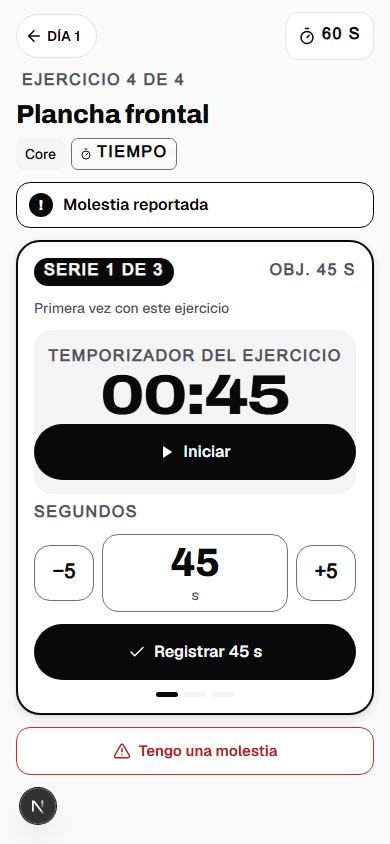 DÍA 1
60 S
EJERCICIO 4 DE 4
Plancha frontal
Core
TIEMPO
!
Molestia reportada
SERIE 1 DE 3
OBJ. 45 S
Primera vez con este ejercicio
TEMPORIZADOR DEL EJERCICIO
00:45
Iniciar
SEGUNDOS
−5
45
s
+5
Registrar 45 s
Tengo una molestia
N